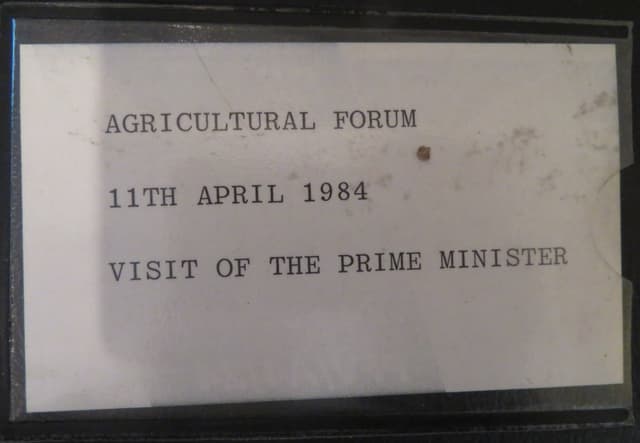 AGRICULTURAL FORUM
11TH APRIL 1984
VISIT OF THE PRIME MINISTER